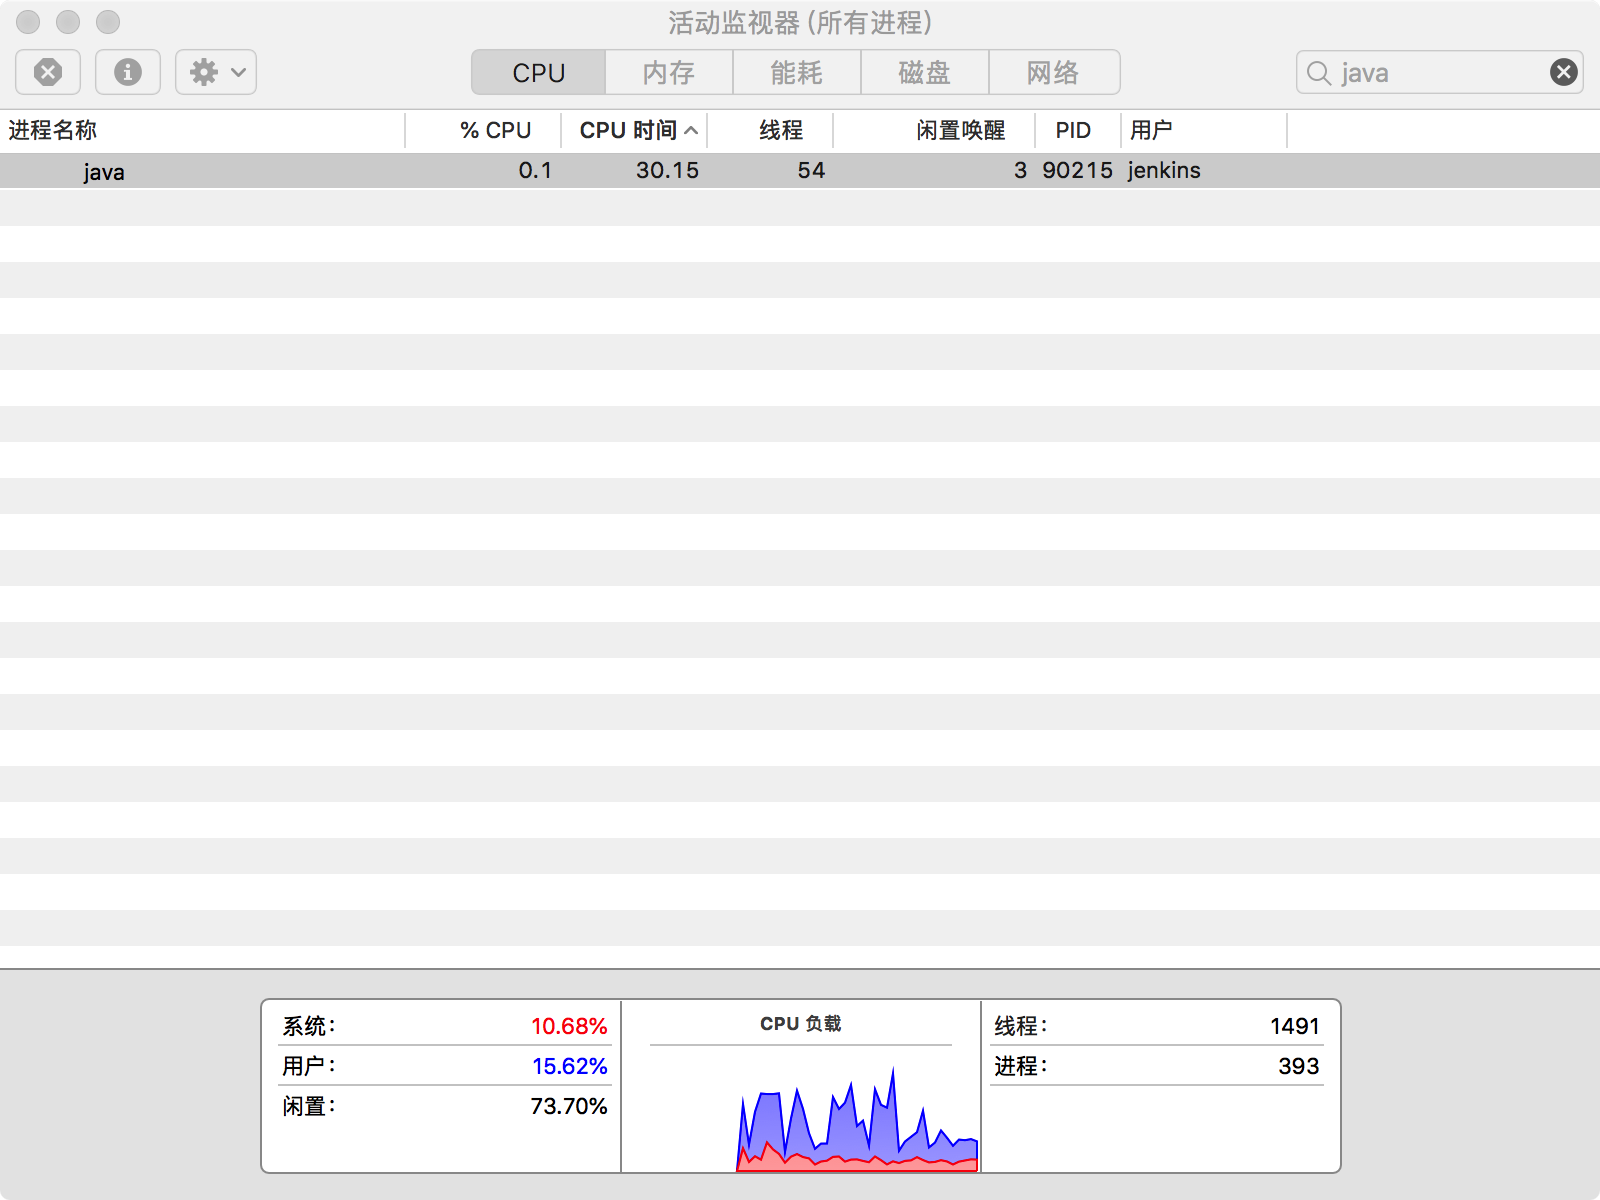 活动监视器 (所有进程)
CPU 内存 能耗 磁盘 网络 java
进程名称 % CPU CPU 时间 线程 闲置唤醒 PID 用户
java 0.1 30.15 54 3 90215 jenkins
系统： 10.68% CPU 负载 线程： 1491
用户： 15.62% 进程： 393
闲置： 73.70%